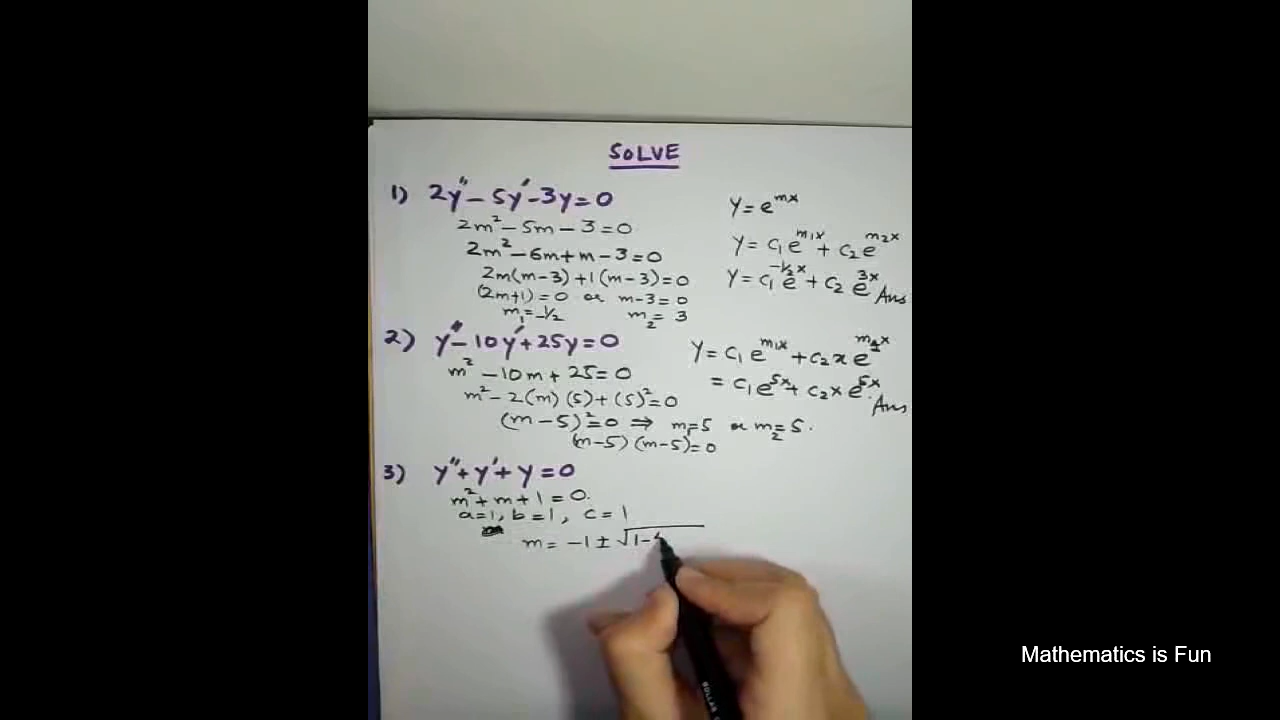 SOLVE
1) 2y'' - 5y' - 3y = 0
2m² - 5m - 3 = 0
2m² - 6m + m - 3 = 0
2m(m - 3) + 1(m - 3) = 0
(2m+1) = 0 or m - 3 = 0
m₁ = -1/2 m₂ = 3
y = e^{mx}
y = c₁e^{m₁x} + c₂e^{m₂x}
y = c₁e^{-1/2x} + c₂e^{3x} Ans
2) y'' - 10y' + 25y = 0
m² - 10m + 25 = 0
m² - 2(m)(5) + (5)² = 0
(m - 5)² = 0 ⇒ m₁ = 5 or m₂ = 5.
(m - 5)(m - 5) = 0
y = c₁e^{m₁x} + c₂xe^{m₁x}
= c₁e^{5x} + c₂xe^{5x}. Ans
3) y'' + y' + y = 0
m² + m + 1 = 0.
a = 1, b = 1, c = 1
m = -1 ± √1 -
Mathematics is Fun